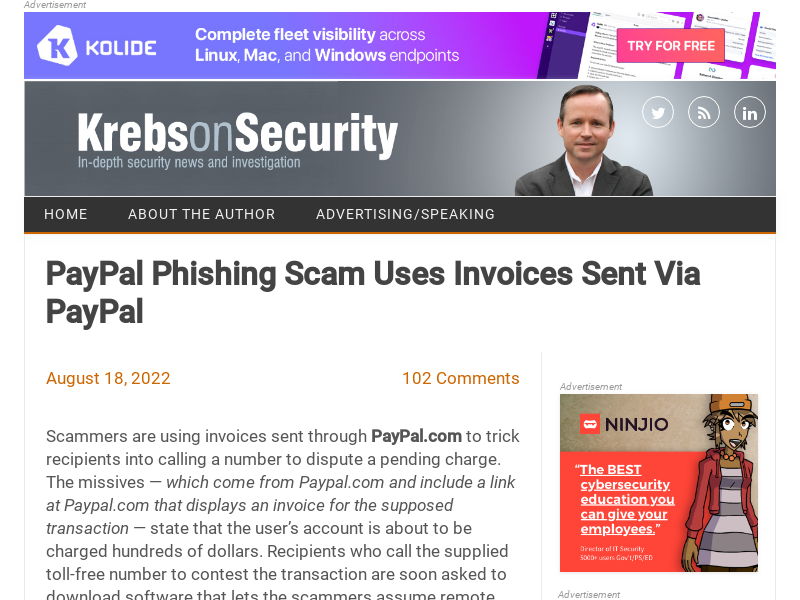 Advertisement
KOLIDE
Complete fleet visibility across
Linux, Mac, and Windows endpoints
TRY FOR FREE
KrebsonSecurity
In-depth security news and investigation
HOME
ABOUT THE AUTHOR
ADVERTISING/SPEAKING
PayPal Phishing Scam Uses Invoices Sent Via
PayPal
August 18, 2022
102 Comments
Scammers are using invoices sent through PayPal.com to trick
recipients into calling a number to dispute a pending charge.
The missives — which come from Paypal.com and include a link
at Paypal.com that displays an invoice for the supposed
transaction — state that the user’s account is about to be
charged hundreds of dollars. Recipients who call the supplied
toll-free number to contest the transaction are soon asked to
download software that lets the scammers assume remote
Advertisement
NINJIO
“The BEST
cybersecurity
education you
can give your
employees.”
Director of IT Security
5000+ users Gov't/PS/ED
Advertisement